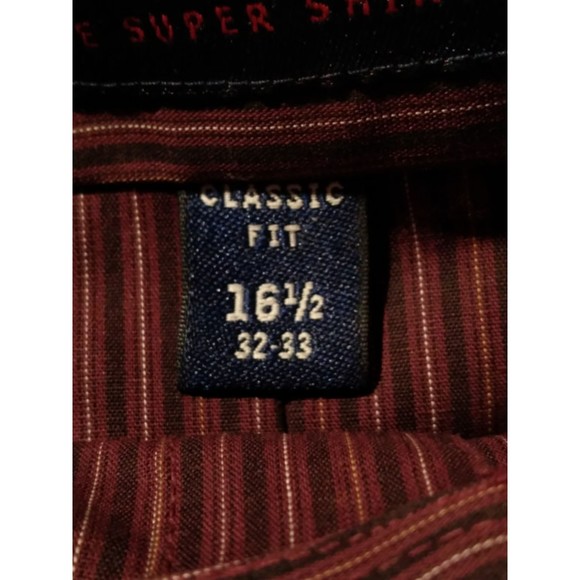 E SUPER
CLASSIC
FIT
16½
32-33